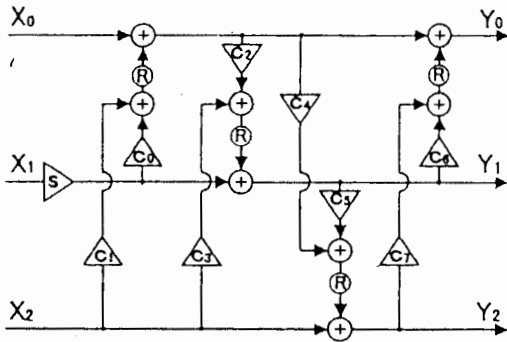 X₀ Y₀
C₂
R R
C₄
C₀ R C₆
X₁ Y₁
S
C₅
C₁ C₃ C₇
R
X₂ Y₂